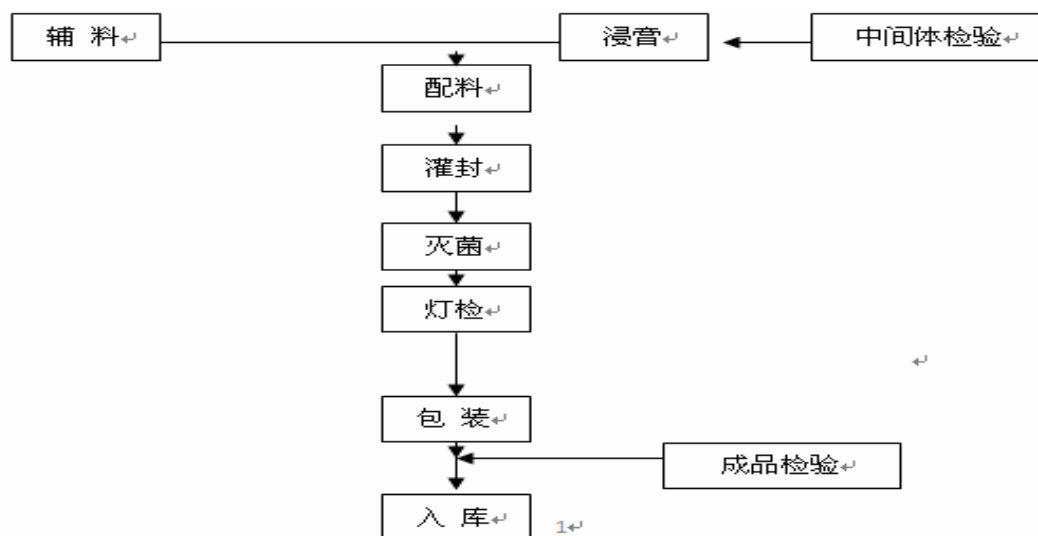 辅 料 浸膏 中间体检验
配料
灌封
灭菌
灯检
包 装
成品检验
入 库 1